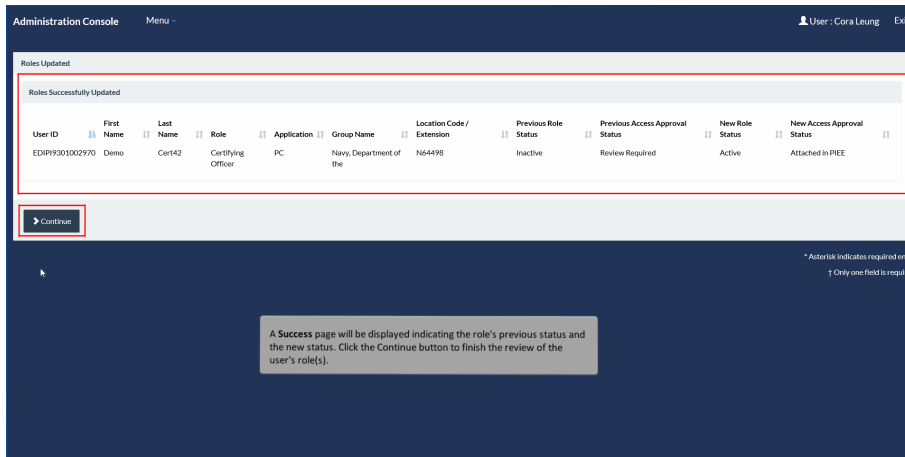 Administration Console Menu User : Cora Leung
Roles Updated
Roles Successfully Updated
User ID First Name Last Name Role Application Group Name Location Code / Extension Previous Role Status Previous Access Approval Status New Role Status New Access Approval Status
EDIPI9301002970 Demo Cert42 Certifying Officer PC Navy, Department of the N64498 Inactive Review Required Active Attached in PIEE
Continue
* Asterisk indicates required
† Only one field is
A Success page will be displayed indicating the role's previous status and
the new status. Click the Continue button to finish the review of the
user's role(s).